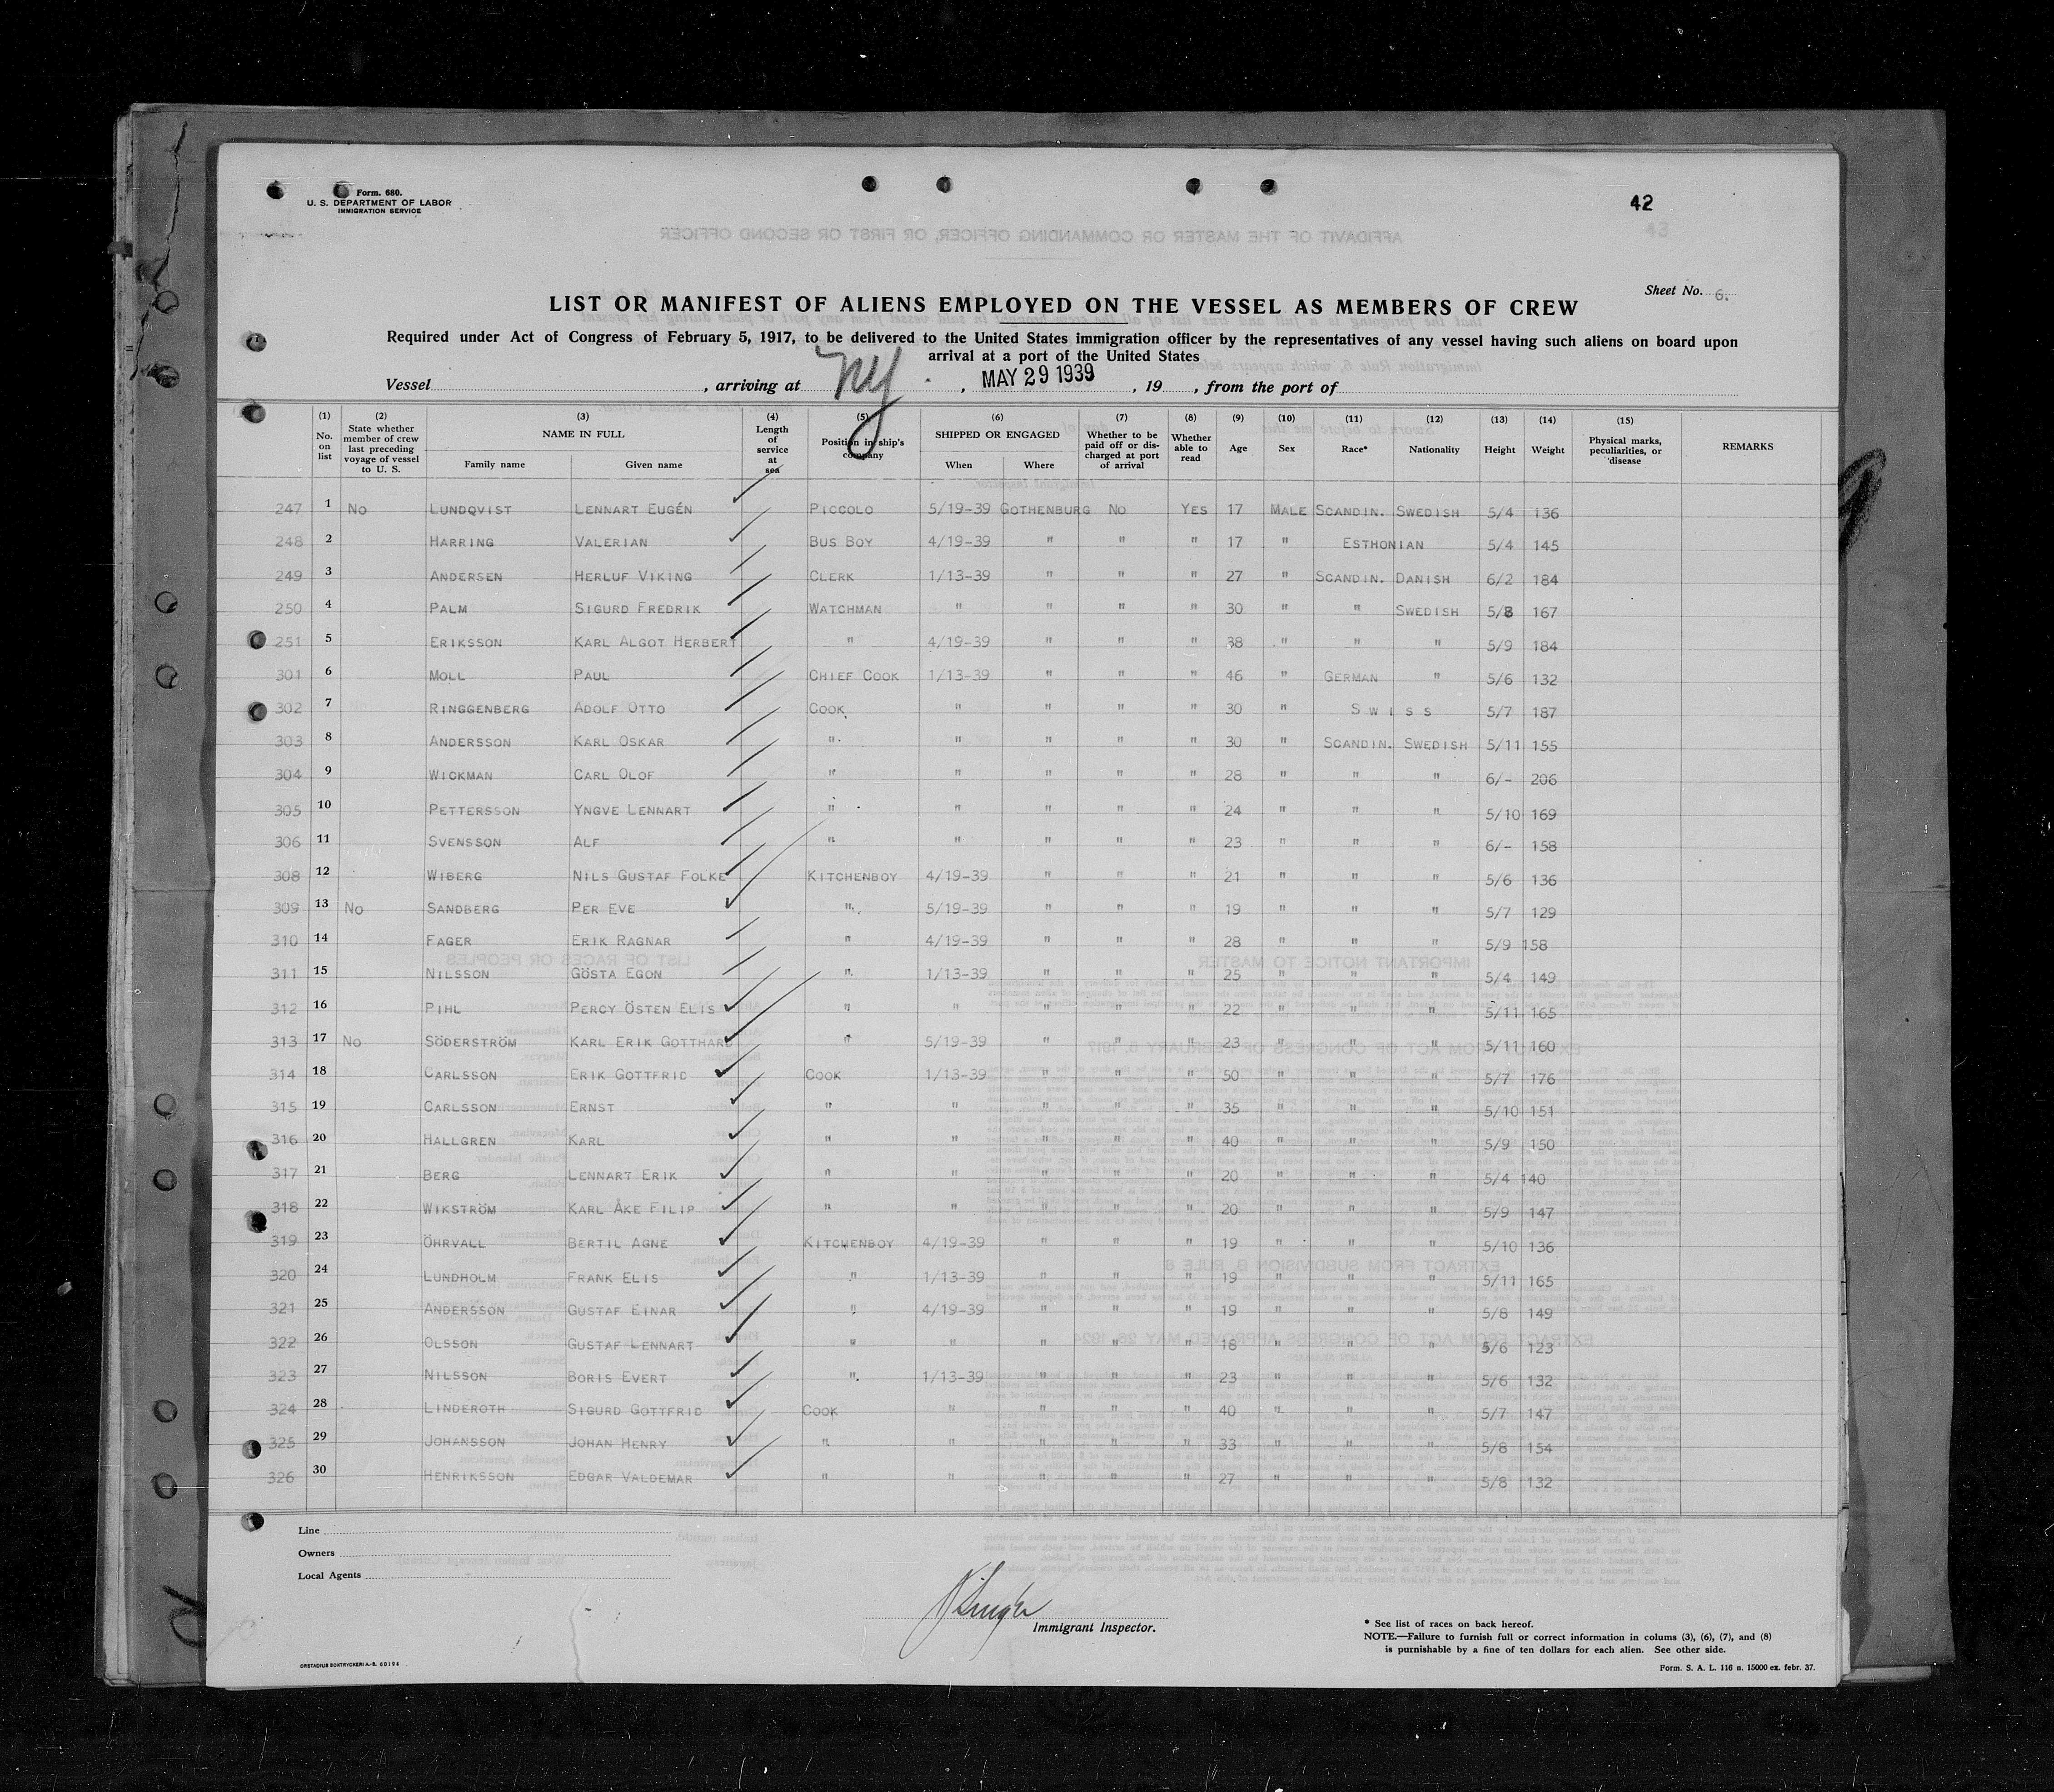 Form. 680.
U. S. DEPARTMENT OF LABOR
IMMIGRATION SERVICE
42
Sheet No. 6.
LIST OR MANIFEST OF ALIENS EMPLOYED ON THE VESSEL AS MEMBERS OF CREW
Required under Act of Congress of February 5, 1917, to be delivered to the United States immigration officer by the representatives of any vessel having such aliens on board upon
arrival at a port of the United States
Vessel , arriving at NY. , MAY 29 1939 , 19 , from the port of
(1) No. on list (2) State whether member of crew last preceding voyage of vessel to U. S. (3) NAME IN FULL Family name Given name (4) Length of service at sea (5) Position in ship's company (6) SHIPPED OR ENGAGED When Where (7) Whether to be paid off or discharged at port of arrival (8) Whether able to read (9) Age (10) Sex (11) Race* (12) Nationality (13) Height (14) Weight (15) Physical marks, peculiarities, or disease REMARKS
247 1 No LUNDQVIST LENNART EUGÉN PICCOLO 5/19-39 GOTHENBURG NO YES 17 MALE SCANDIN. SWEDISH 5/4 136
248 2 HARRING VALERIAN BUS BOY 4/19-39 " " " 17 " ESTHONIAN 5/4 145
249 3 ANDERSEN HERLUF VIKING CLERK 1/13-39 " " " 27 " SCANDIN. DANISH 6/2 184
250 4 PALM SIGURD FREDRIK WATCHMAN " " " " 30 " " SWEDISH 5/8 167
251 5 ERIKSSON KARL ALGOT HERBERT " 4/19-39 " " " 38 " " " 5/9 184
301 6 MOLL PAUL CHIEF COOK 1/13-39 " " " 46 " GERMAN " 5/6 132
302 7 RINGGENBERG ADOLF OTTO COOK " " " " 30 " SWISS 5/7 187
303 8 ANDERSSON KARL OSKAR " " " " " 30 " SCANDIN. SWEDISH 5/11 155
304 9 WICKMAN CARL OLOF " " " " " 28 " " " 6/- 206
305 10 PETTERSSON YNGVE LENNART " " " " " 24 " " " 5/10 169
306 11 SVENSSON ALF " " " " " 23 " " " 6/- 158
308 12 WIBERG NILS GUSTAF FOLKE KITCHENBOY 4/19-39 " " " 21 " " " 5/6 136
309 13 No SANDBERG PER EVE " 5/19-39 " " " 19 " " " 5/7 129
310 14 FAGER ERIK RAGNAR " 4/19-39 " " " 28 " " " 5/9 158
311 15 NILSSON GÖSTA EGON " 1/13-39 " " " 25 " " " 5/4 149
312 16 PIHL PERCY ÖSTEN ELIS " " " " " 22 " " " 5/11 165
313 17 No SÖDERSTRÖM KARL ERIK GOTTHARD " 5/19-39 " " " 23 " " " 5/11 160
314 18 CARLSSON ERIK GOTTFRID COOK 1/13-39 " " " 50 " " " 5/7 176
315 19 CARLSSON ERNST " " " " " 35 " " " 5/10 151
316 20 HALLGREN KARL " " " " " 40 " " " 5/9 150
317 21 BERG LENNART ERIK " " " " " 20 " " " 5/4 140
318 22 WIKSTRÖM KARL ÅKE FILIP " " " " " 20 " " " 5/9 147
319 23 ÖHRVALL BERTIL AGNE KITCHENBOY 4/19-39 " " " 19 " " " 5/10 136
320 24 LUNDHOLM FRANK ELIS " 1/13-39 " " " 19 " " " 5/11 165
321 25 ANDERSSON GUSTAF EINAR " 4/19-39 " " " 19 " " " 5/8 149
322 26 OLSSON GUSTAF LENNART " " " " " 18 " " " 5/6 123
323 27 NILSSON BORIS EVERT " 1/13-39 " " " 23 " " " 5/6 132
324 28 LINDEROTH SIGURD GOTTFRID COOK " " " " 40 " " " 5/7 147
325 29 JOHANSSON JOHAN HENRY " " " " " 33 " " " 5/8 154
326 30 HENRIKSSON EDGAR VALDEMAR " " " " " 27 " " " 5/8 132
Line
Owners
Local Agents
Immigrant Inspector.
* See list of races on back hereof.
NOTE.—Failure to furnish full or correct information in colums (3), (6), (7), and (8)
is punishable by a fine of ten dollars for each alien. See other side.
ORSTADIUS BOKTRYCKERI A.-B. 60194
Form. S. A. L. 116 n. 15000 ex. febr. 37.